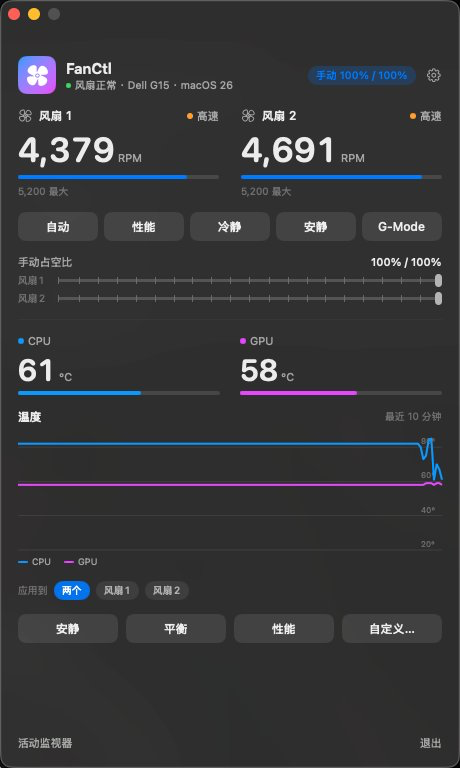 FanCtl
风扇正常 · Dell G15 · macOS 26
手动 100% / 100%
风扇 1
高速
风扇 2
高速
4,379 RPM
4,691 RPM
5,200 最大
5,200 最大
自动
性能
冷静
安静
G-Mode
手动占空比
100% / 100%
风扇 1
风扇 2
CPU
GPU
61 °C
58 °C
温度
最近 10 分钟
80°
60°
40°
20°
CPU
GPU
应用到
两个
风扇 1
风扇 2
安静
平衡
性能
自定义...
活动监视器
退出